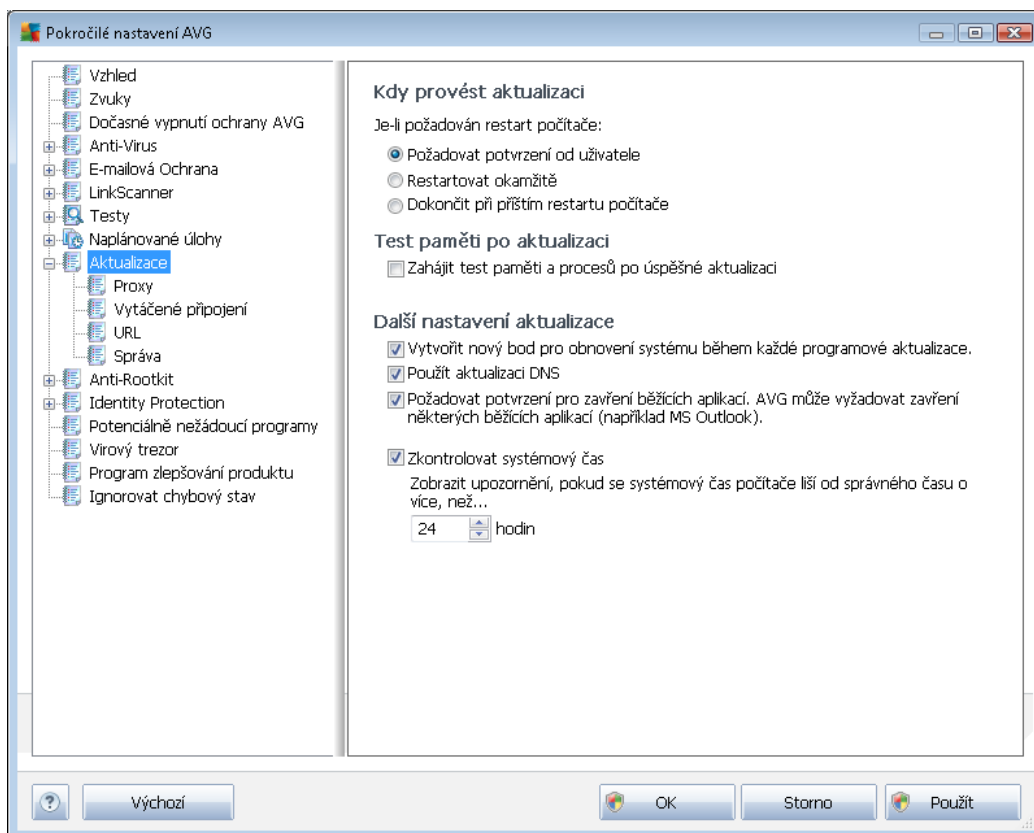 Pokročilé nastavení AVG
Vzhled
Zvuky
Dočasné vypnutí ochrany AVG
Anti-Virus
E-mailová Ochrana
LinkScanner
Testy
Naplánované úlohy
Aktualizace
Proxy
Vytáčené připojení
URL
Správa
Anti-Rootkit
Identity Protection
Potenciálně nežádoucí programy
Virový trezor
Program zlepšování produktu
Ignorovat chybový stav
Kdy provést aktualizaci
Je-li požadován restart počítače:
Požadovat potvrzení od uživatele
Restartovat okamžitě
Dokončit při příštím restartu počítače
Test paměti po aktualizaci
Zahájit test paměti a procesů po úspěšné aktualizaci
Další nastavení aktualizace
Vytvořit nový bod pro obnovení systému během každé programové aktualizace.
Použít aktualizaci DNS
Požadovat potvrzení pro zavření běžících aplikací. AVG může vyžadovat zavření
některých běžících aplikací (například MS Outlook).
Zkontrolovat systémový čas
Zobrazit upozornění, pokud se systémový čas počítače liší od správného času o
více, než...
24 hodin
? Výchozí OK Storno Použít